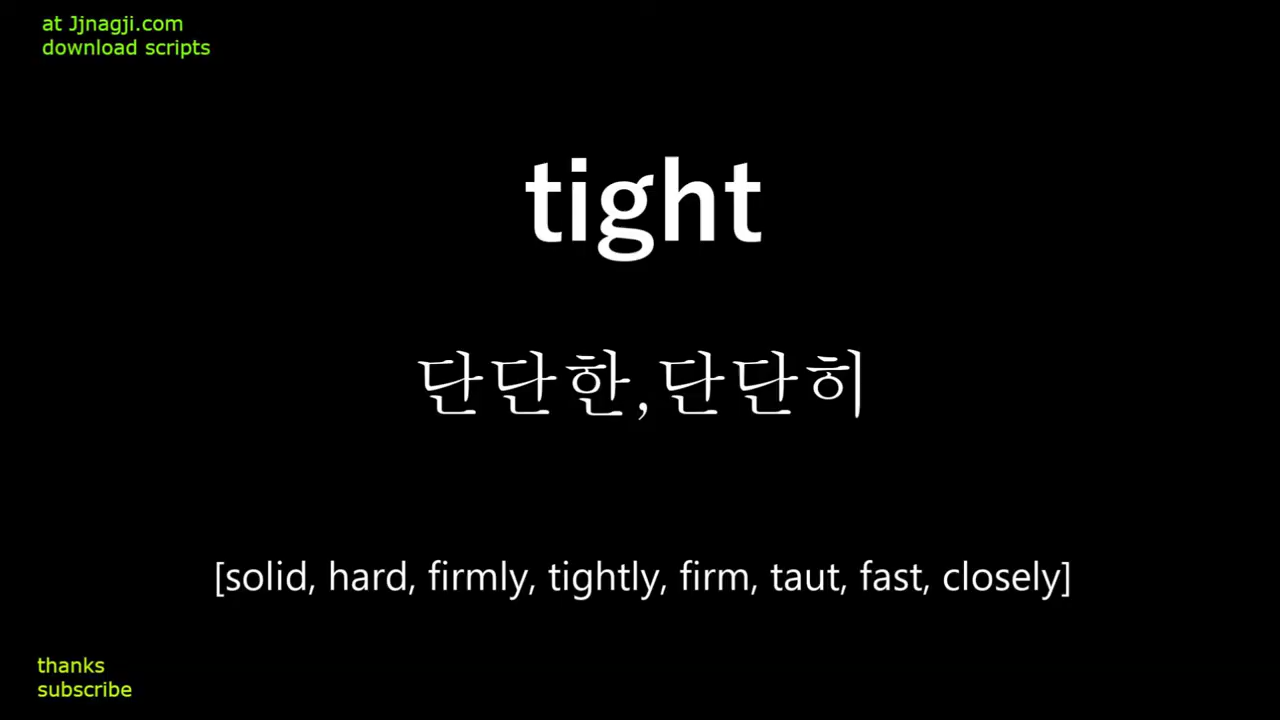 at Jjnagji.com
download scripts
tight
단단한,단단히
[solid, hard, firmly, tightly, firm, taut, fast, closely]
thanks
subscribe